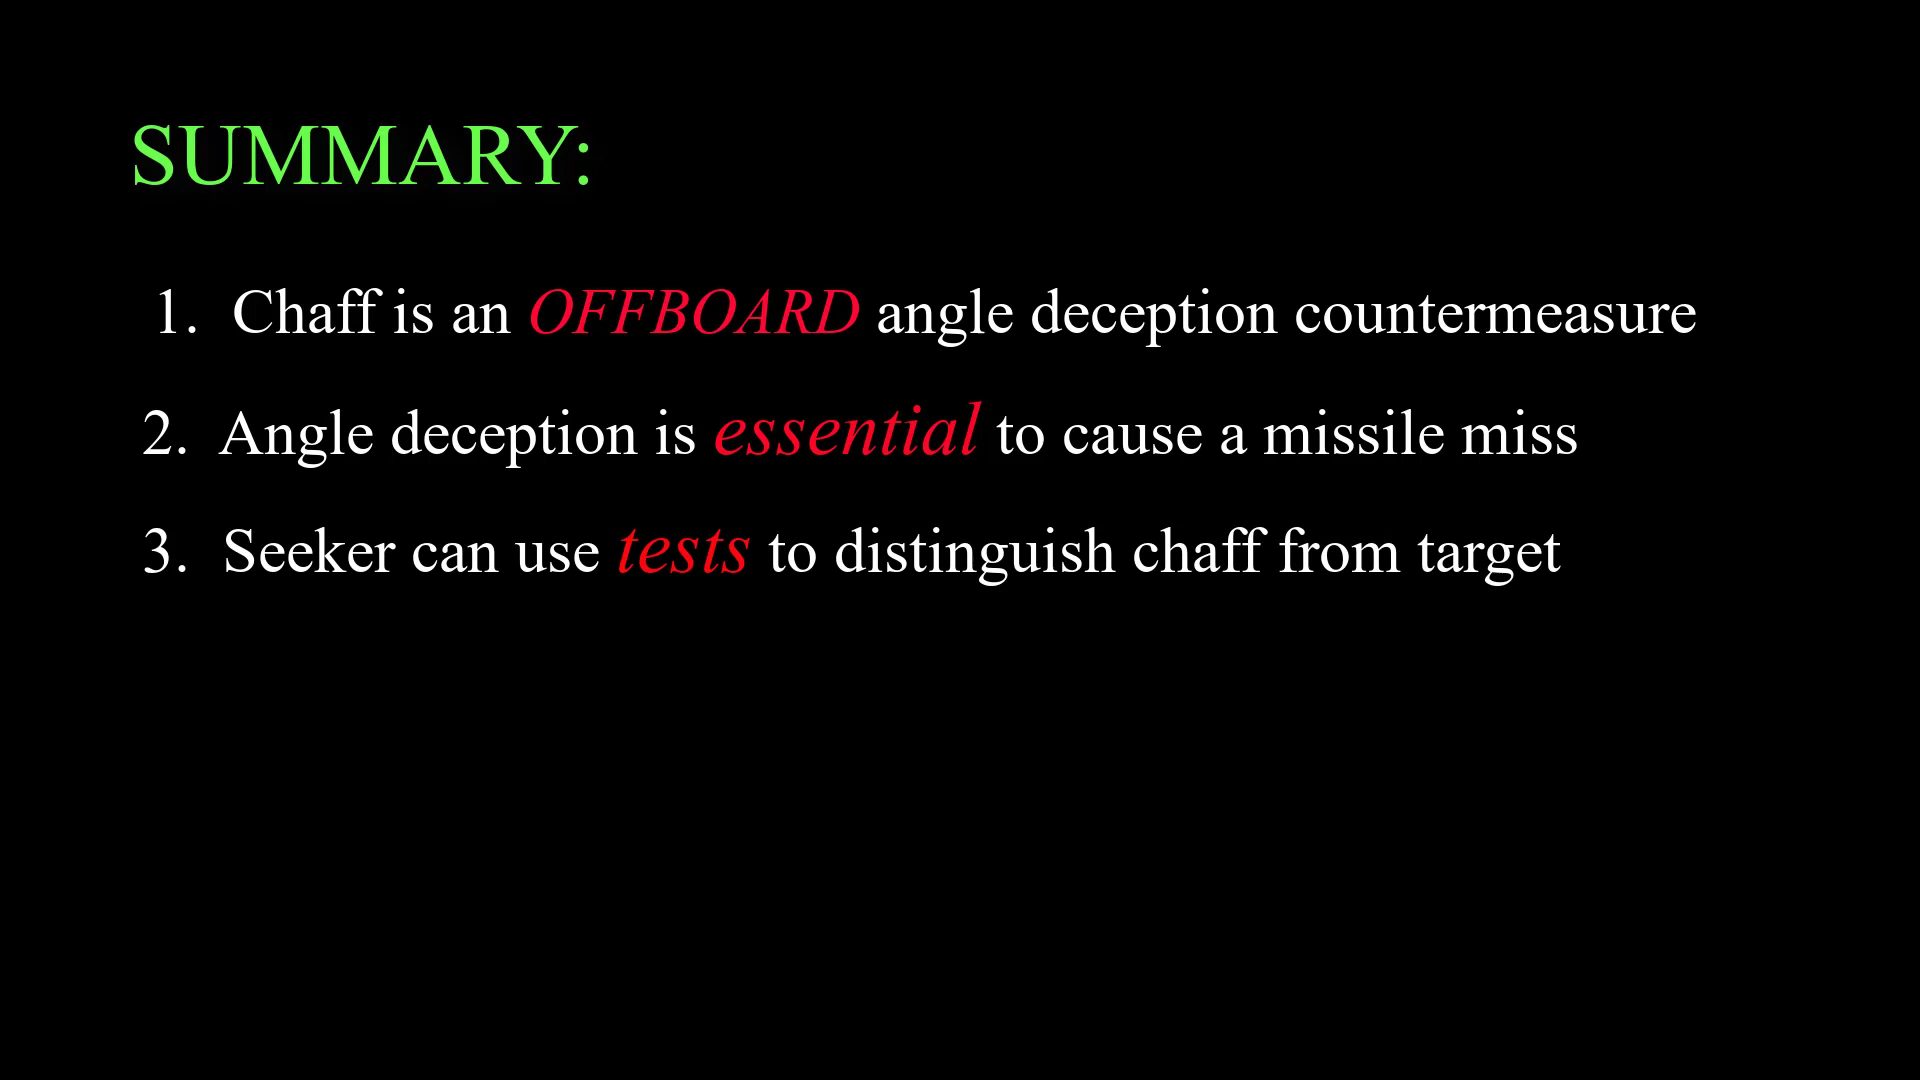 SUMMARY:
1. Chaff is an OFFBOARD angle deception countermeasure
2. Angle deception is essential to cause a missile miss
3. Seeker can use tests to distinguish chaff from target